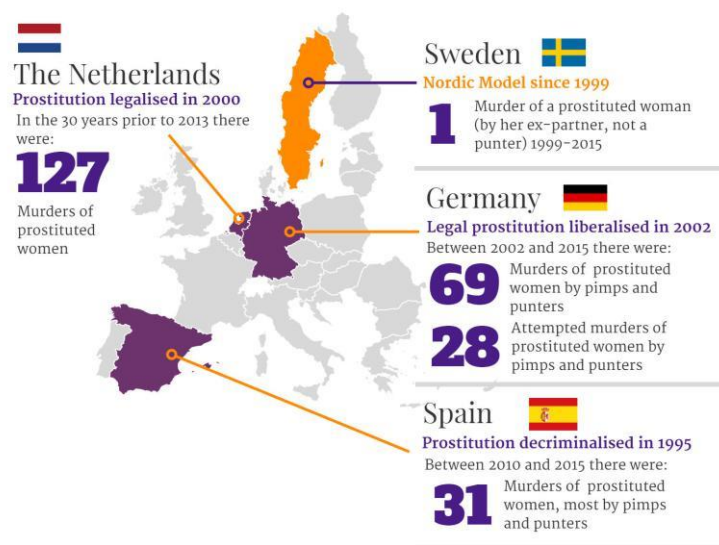 The Netherlands
Prostitution legalised in 2000
In the 30 years prior to 2013 there
were:
127
Murders of
prostituted
women
Sweden
Nordic Model since 1999
1
Murder of a prostituted woman
(by her ex-partner, not a
punter) 1999-2015
Germany
Legal prostitution liberalised in 2002
Between 2002 and 2015 there were:
69
Murders of prostituted
women by pimps and
punters
28
Attempted murders of
prostituted women by
pimps and punters
Spain
Prostitution decriminalised in 1995
Between 2010 and 2015 there were:
31
Murders of prostituted
women, most by pimps
and punters